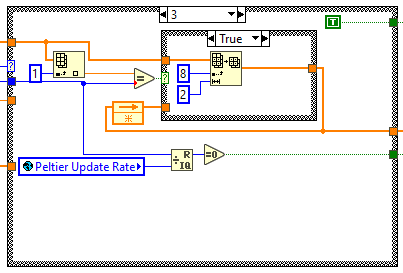 3
True
T
?
1
=
?
8
2
R
÷
IQ
=0
Peltier Update Rate